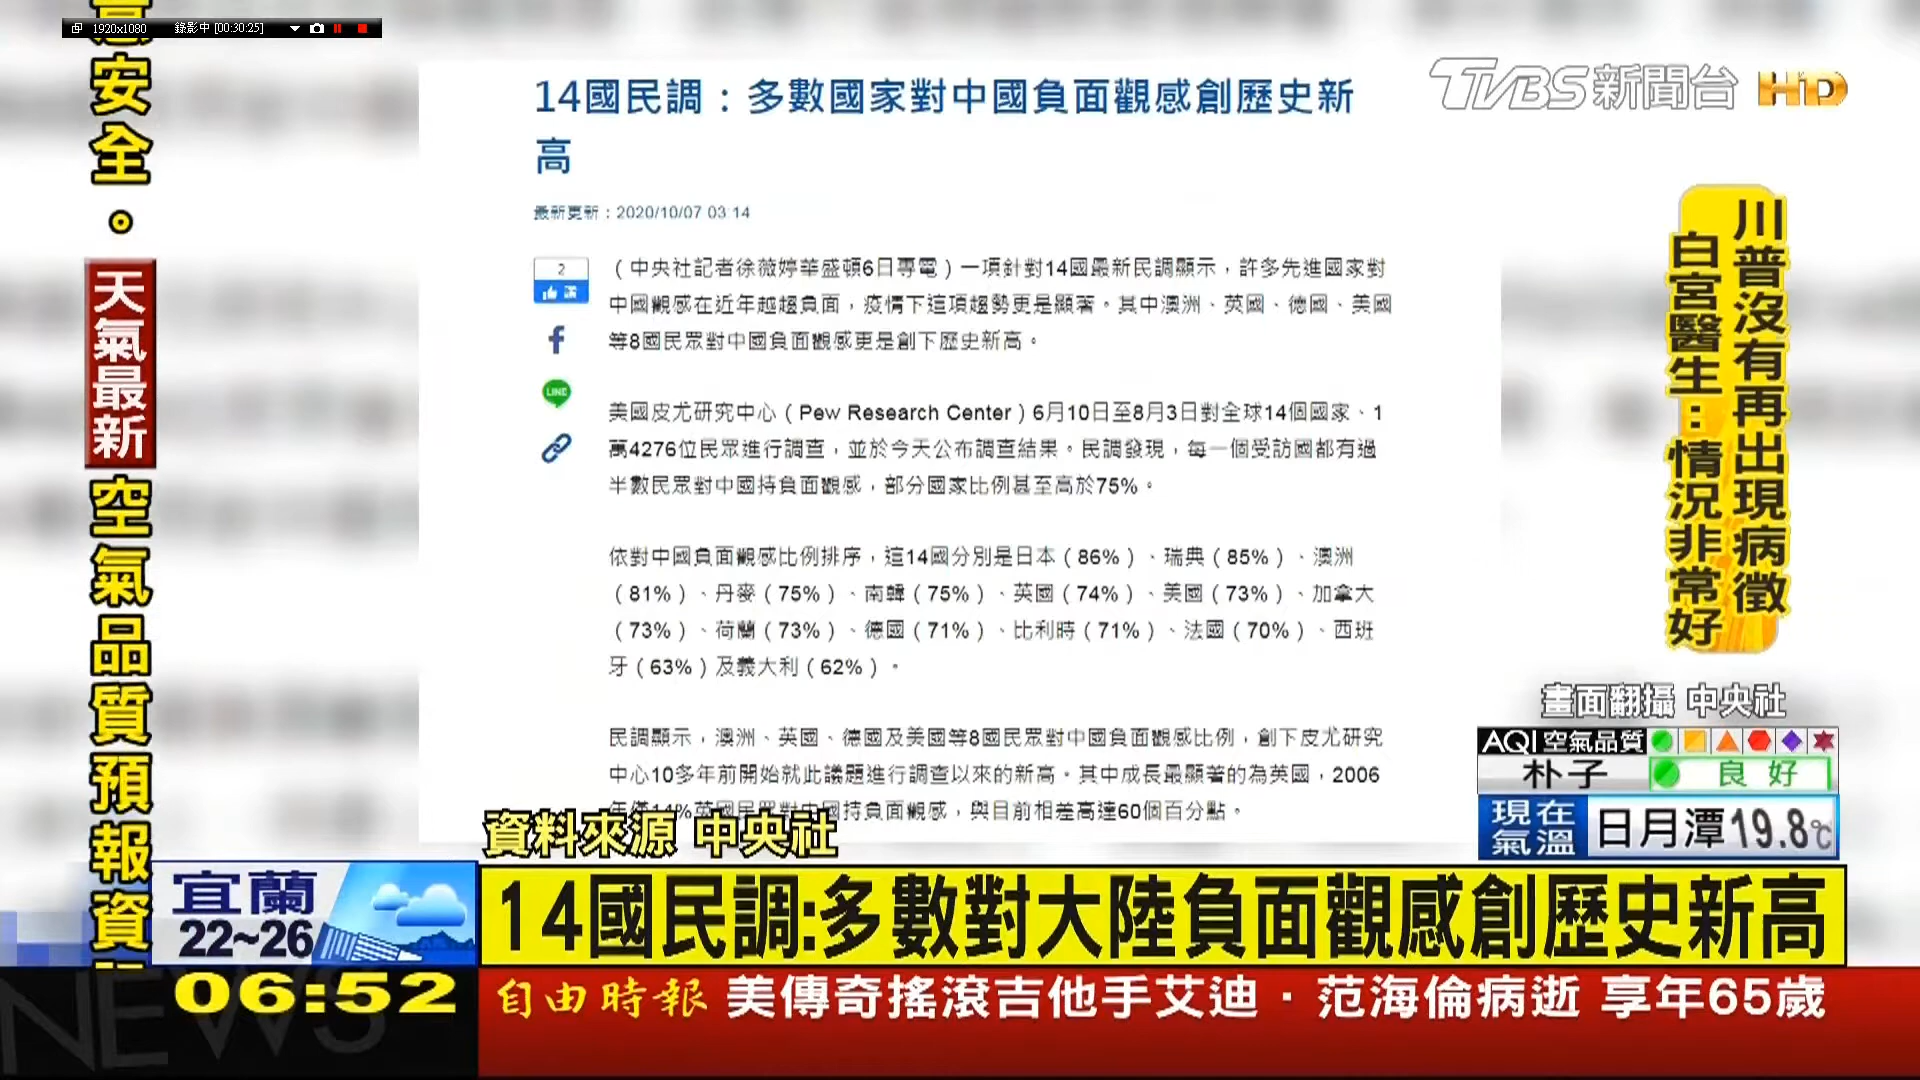 1920x1080 錄影中 [00:30:25]
安全。
天氣最新
空氣品質預報資
14國民調：多數國家對中國負面觀感創歷史新
高
最新更新：2020/10/07 03:14
2
讚
LINE
（中央社記者徐薇婷華盛頓6日專電）一項針對14國最新民調顯示，許多先進國家對
中國觀感在近年越趨負面，疫情下這項趨勢更是顯著。其中澳洲、英國、德國、美國
等8國民眾對中國負面觀感更是創下歷史新高。
美國皮尤研究中心（Pew Research Center）6月10日至8月3日對全球14個國家、1
萬4276位民眾進行調查，並於今天公布調查結果。民調發現，每一個受訪國都有過
半數民眾對中國持負面觀感，部分國家比例甚至高於75%。
依對中國負面觀感比例排序，這14國分別是日本（86%）、瑞典（85%）、澳洲
（81%）、丹麥（75%）、南韓（75%）、英國（74%）、美國（73%）、加拿大
（73%）、荷蘭（73%）、德國（71%）、比利時（71%）、法國（70%）、西班
牙（63%）及義大利（62%）。
民調顯示，澳洲、英國、德國及美國等8國民眾對中國負面觀感比例，創下皮尤研究
中心10多年前開始就此議題進行調查以來的新高。其中成長最顯著的為英國，2006
年僅14%英國民眾對中國持負面觀感，與目前相差高達60個百分點。
TVBS新聞台 HD
川普沒有再出現病徵
白宮醫生:情況非常好
畫面翻攝 中央社
AQI 空氣品質
朴子 良好
現在氣溫 日月潭19.8℃
資料來源 中央社
宜蘭
22~26
14國民調:多數對大陸負面觀感創歷史新高
06:52
自由時報 美傳奇搖滾吉他手艾迪‧范海倫病逝 享年65歲
NEWS